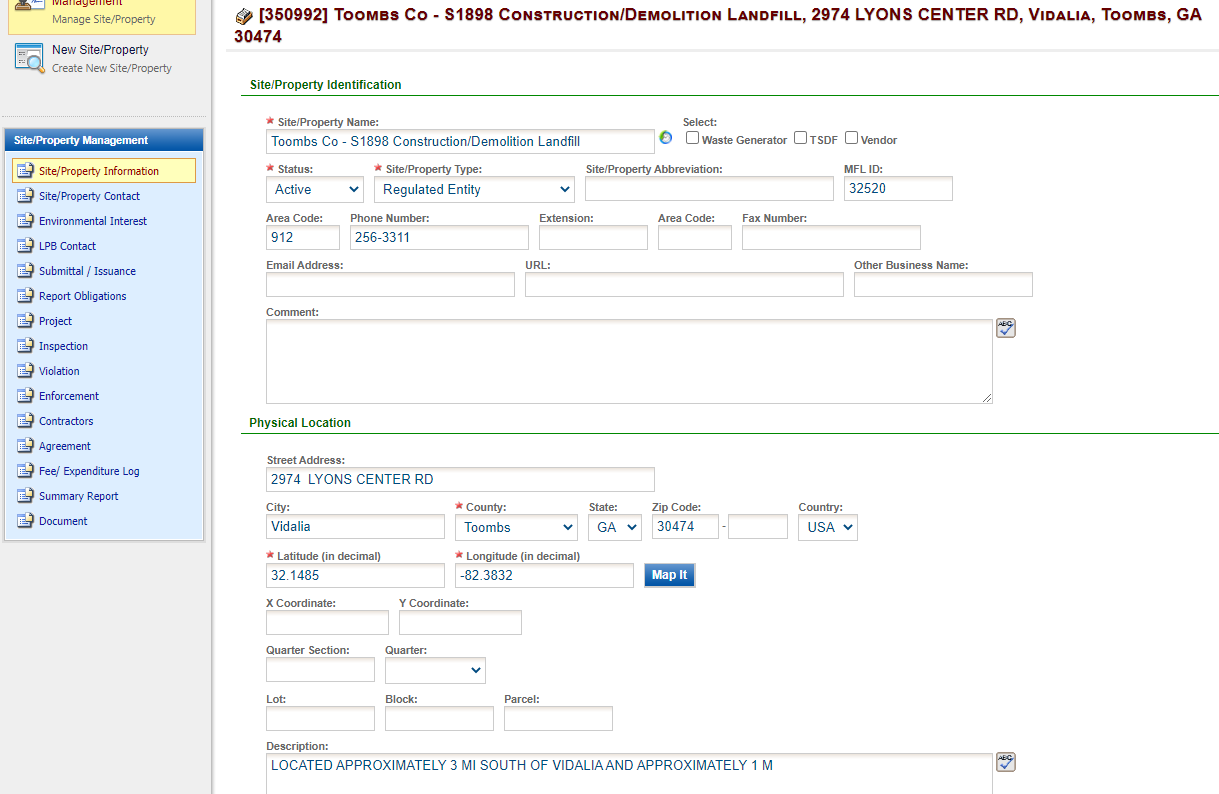 Management
Manage Site/Property
New Site/Property
Create New Site/Property
Site/Property Management
Site/Property Information
Site/Property Contact
Environmental Interest
LPB Contact
Submittal / Issuance
Report Obligations
Project
Inspection
Violation
Enforcement
Contractors
Agreement
Fee/ Expenditure Log
Summary Report
Document
[350992] Toombs Co - S1898 Construction/Demolition Landfill, 2974 LYONS CENTER RD, Vidalia, Toombs, GA
30474
Site/Property Identification
* Site/Property Name: Select:
Toombs Co - S1898 Construction/Demolition Landfill Waste Generator TSDF Vendor
* Status: * Site/Property Type: Site/Property Abbreviation: MFL ID:
Active Regulated Entity 32520
Area Code: Phone Number: Extension: Area Code: Fax Number:
912 256-3311
Email Address: URL: Other Business Name:
Comment:
ABC
Physical Location
Street Address:
2974  LYONS CENTER RD
City: * County: State: Zip Code: Country:
Vidalia Toombs GA 30474 - USA
* Latitude (in decimal) * Longitude (in decimal)
32.1485 -82.3832 Map It
X Coordinate: Y Coordinate:
Quarter Section: Quarter:
Lot: Block: Parcel:
Description:
LOCATED APPROXIMATELY 3 MI SOUTH OF VIDALIA AND APPROXIMATELY 1 M
ABC